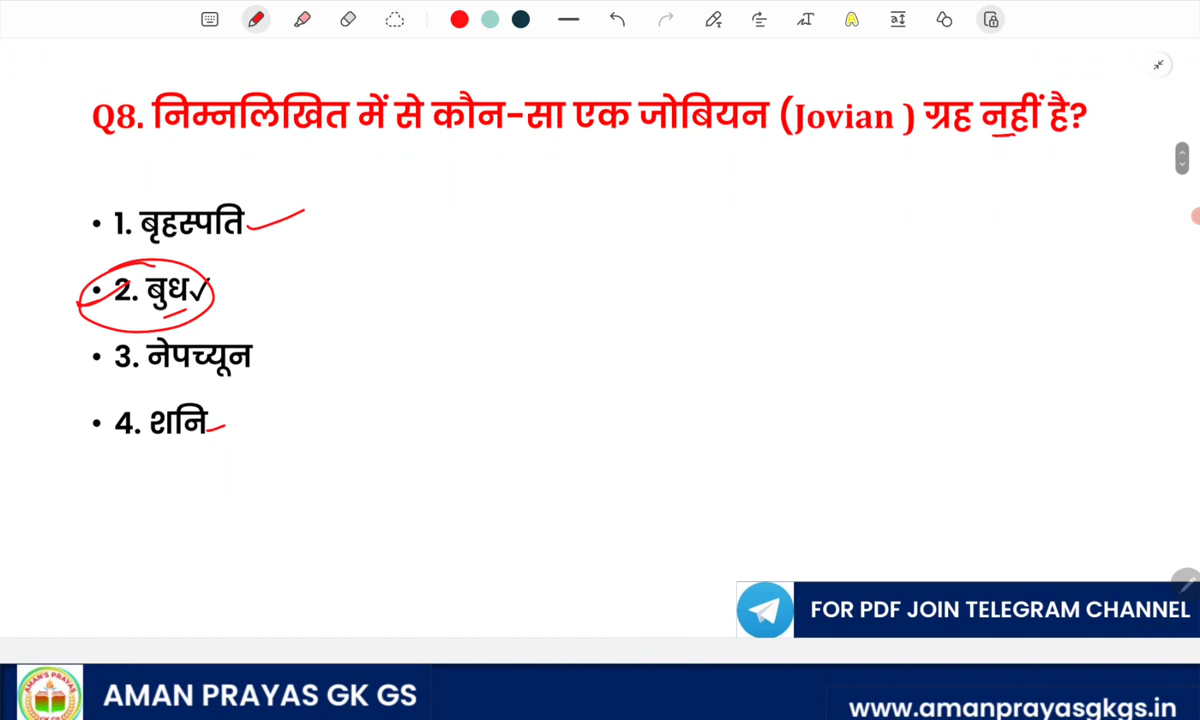 Q8. निम्नलिखित में से कौन-सा एक जोबियन (Jovian ) ग्रह नहीं है?
• 1. बृहस्पति
• 2. बुध✓
• 3. नेपच्यून
• 4. शनि
FOR PDF JOIN TELEGRAM CHANNEL
AMAN PRAYAS GK GS
www.amanprayasgkgs.in